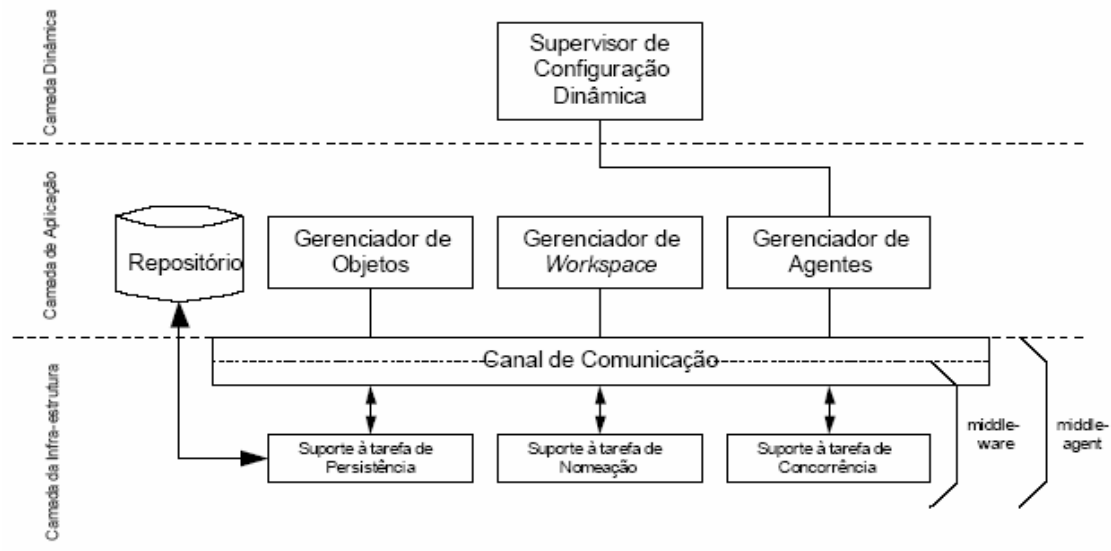 Camada Dinâmica
Supervisor de
Configuração
Dinâmica
Camada de Aplicação
Repositório
Gerenciador de
Objetos
Gerenciador de
Workspace
Gerenciador de
Agentes
Camada da Infra-estrutura
Canal de Comunicação
Suporte à tarefa de
Persistência
Suporte à tarefa de
Nomeação
Suporte à tarefa de
Concorrência
middle-
ware
middle-
agent